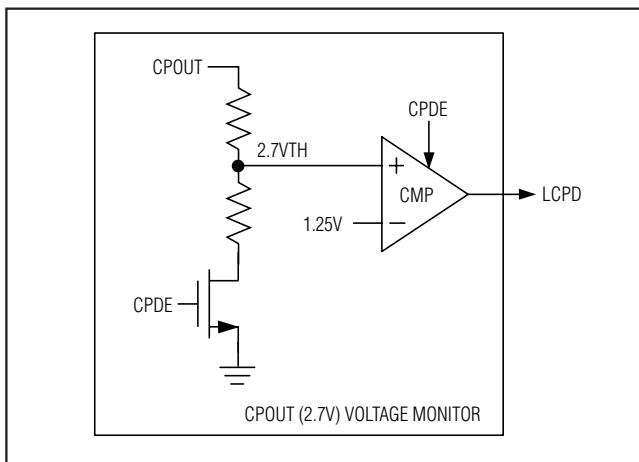 CPOUT
CPDE
2.7VTH
+
CMP
LCPD
1.25V
−
CPDE
CPOUT (2.7V) VOLTAGE MONITOR